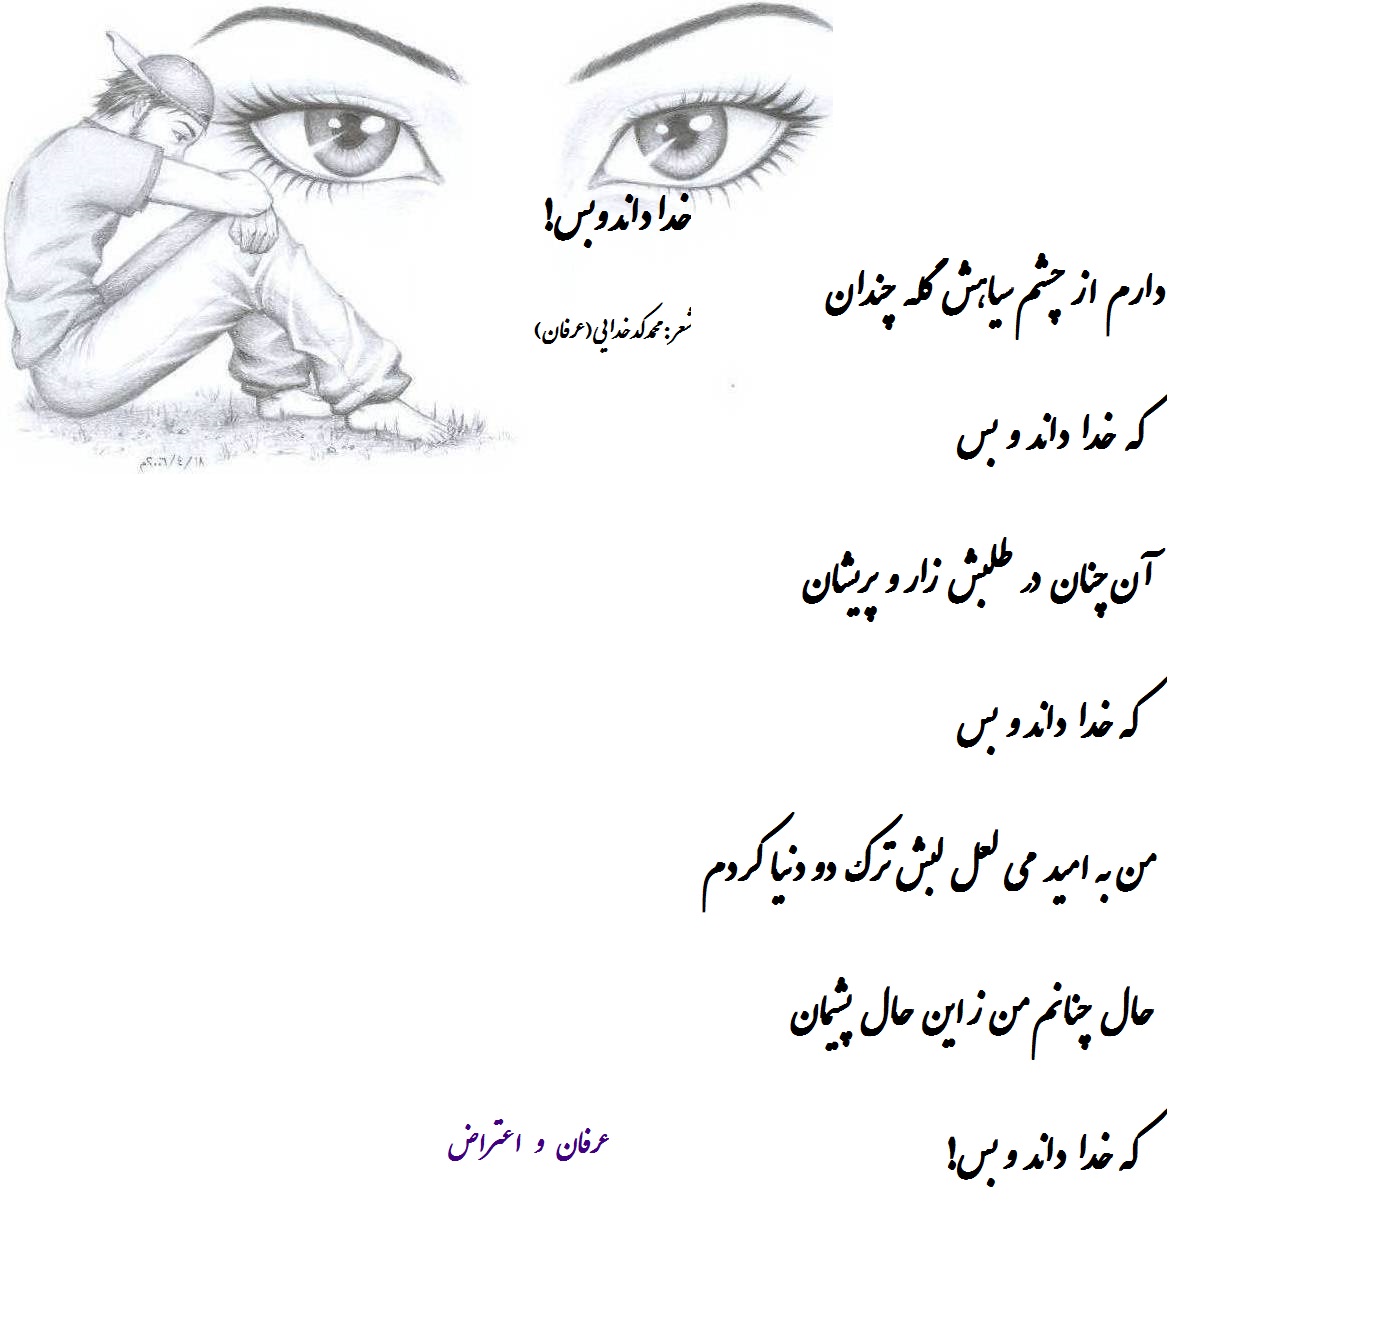 خدا داند و بس!
شعر: محمد کدخدایی (عرفان)
دارم از چشم سیاهش گله چندان
که خدا داند و بس
آن چنان در طلبش زار و پریشان
که خدا داند و بس
من به امید می لعل لبش ترک دو دنیا کردم
حال چنانم من ز این حال پشیمان
که خدا داند و بس!
عرفان و اعتراض